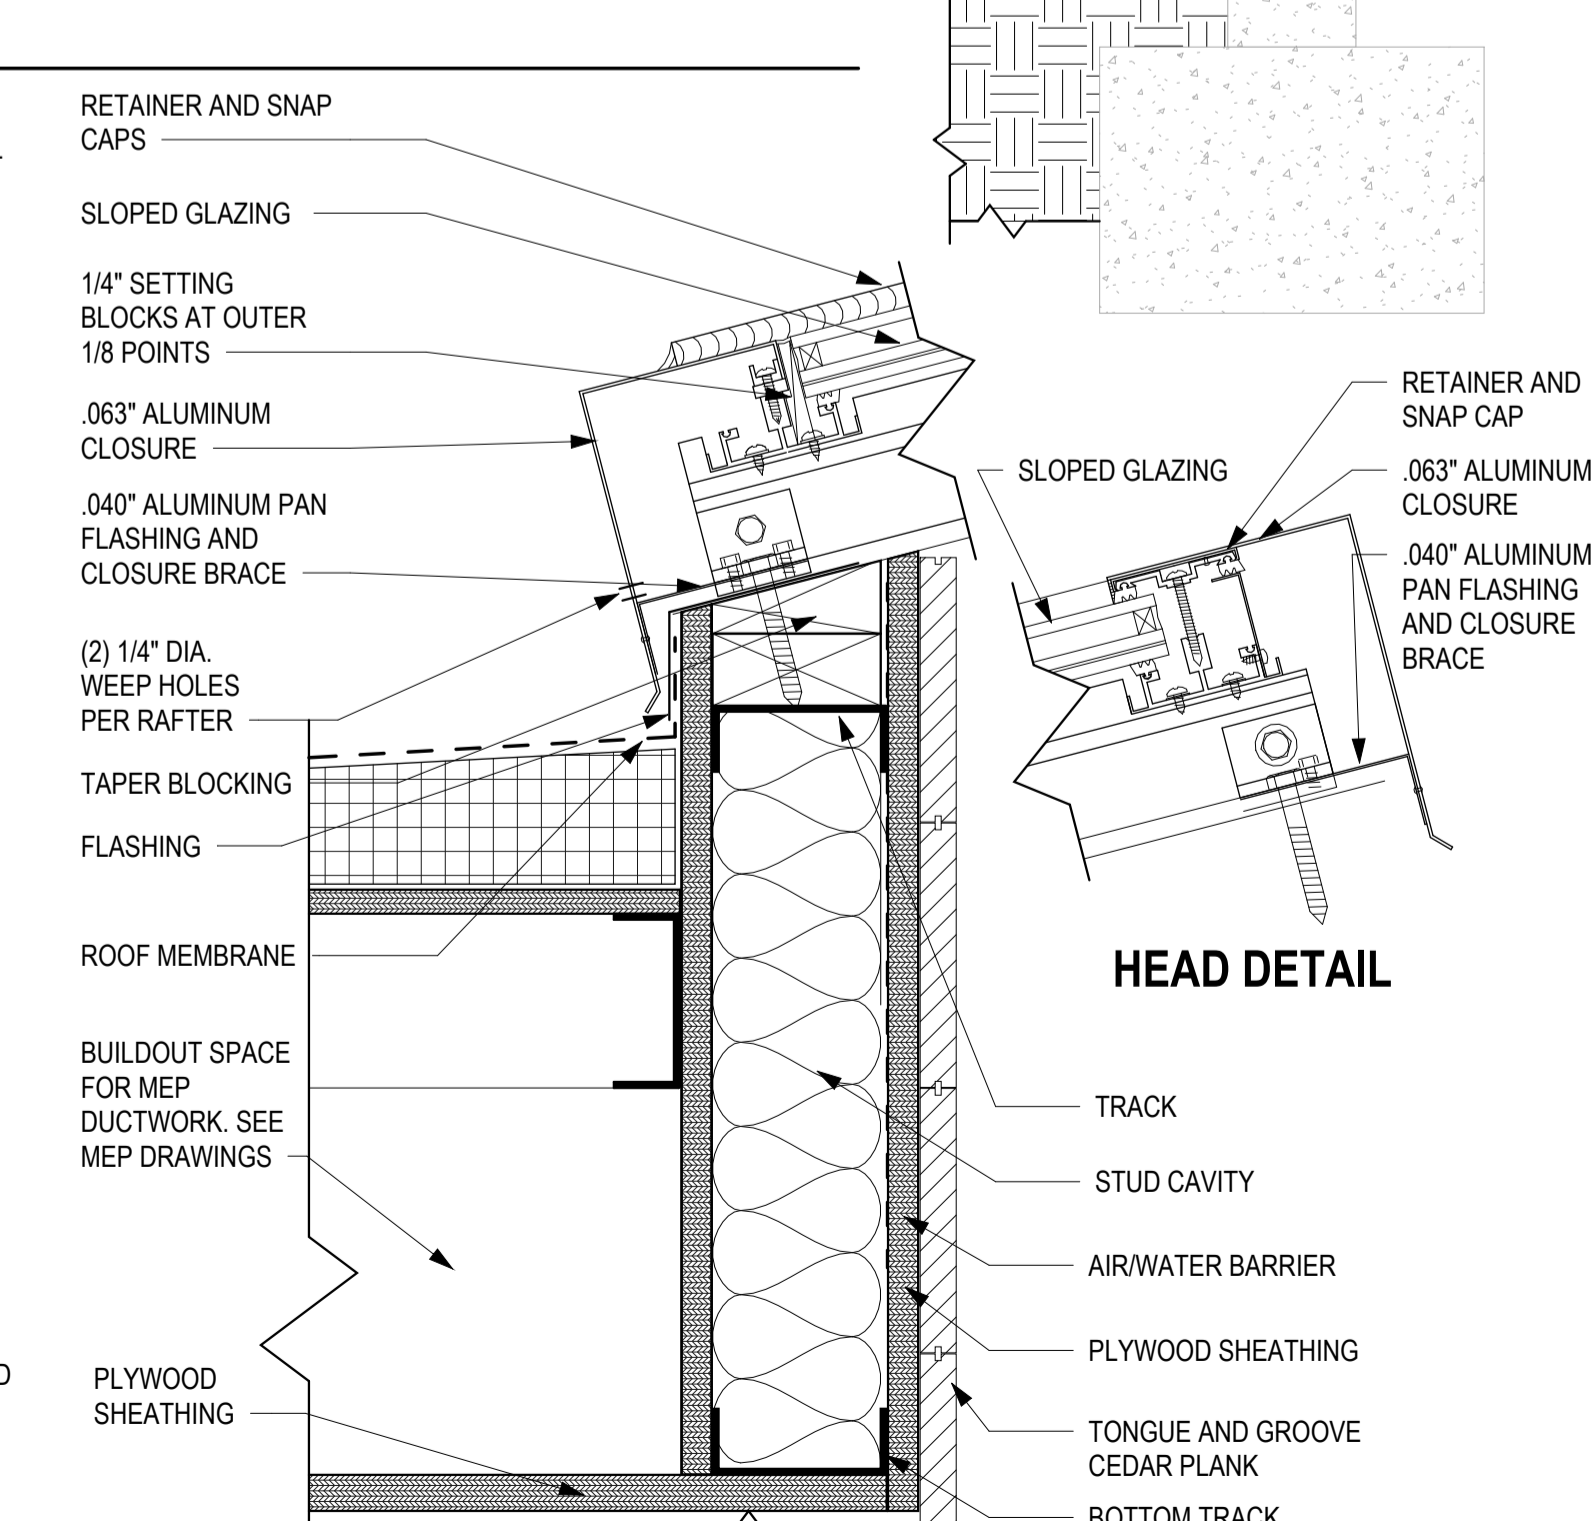 RETAINER AND SNAP
CAPS
SLOPED GLAZING
1/4" SETTING
BLOCKS AT OUTER
1/8 POINTS
.063" ALUMINUM
CLOSURE
.040" ALUMINUM PAN
FLASHING AND
CLOSURE BRACE
(2) 1/4" DIA.
WEEP HOLES
PER RAFTER
TAPER BLOCKING
FLASHING
ROOF MEMBRANE
BUILDOUT SPACE
FOR MEP
DUCTWORK. SEE
MEP DRAWINGS
PLYWOOD
SHEATHING
SLOPED GLAZING
RETAINER AND
SNAP CAP
.063" ALUMINUM
CLOSURE
.040" ALUMINUM
PAN FLASHING
AND CLOSURE
BRACE
HEAD DETAIL
TRACK
STUD CAVITY
AIR/WATER BARRIER
PLYWOOD SHEATHING
TONGUE AND GROOVE
CEDAR PLANK
BOTTOM TRACK